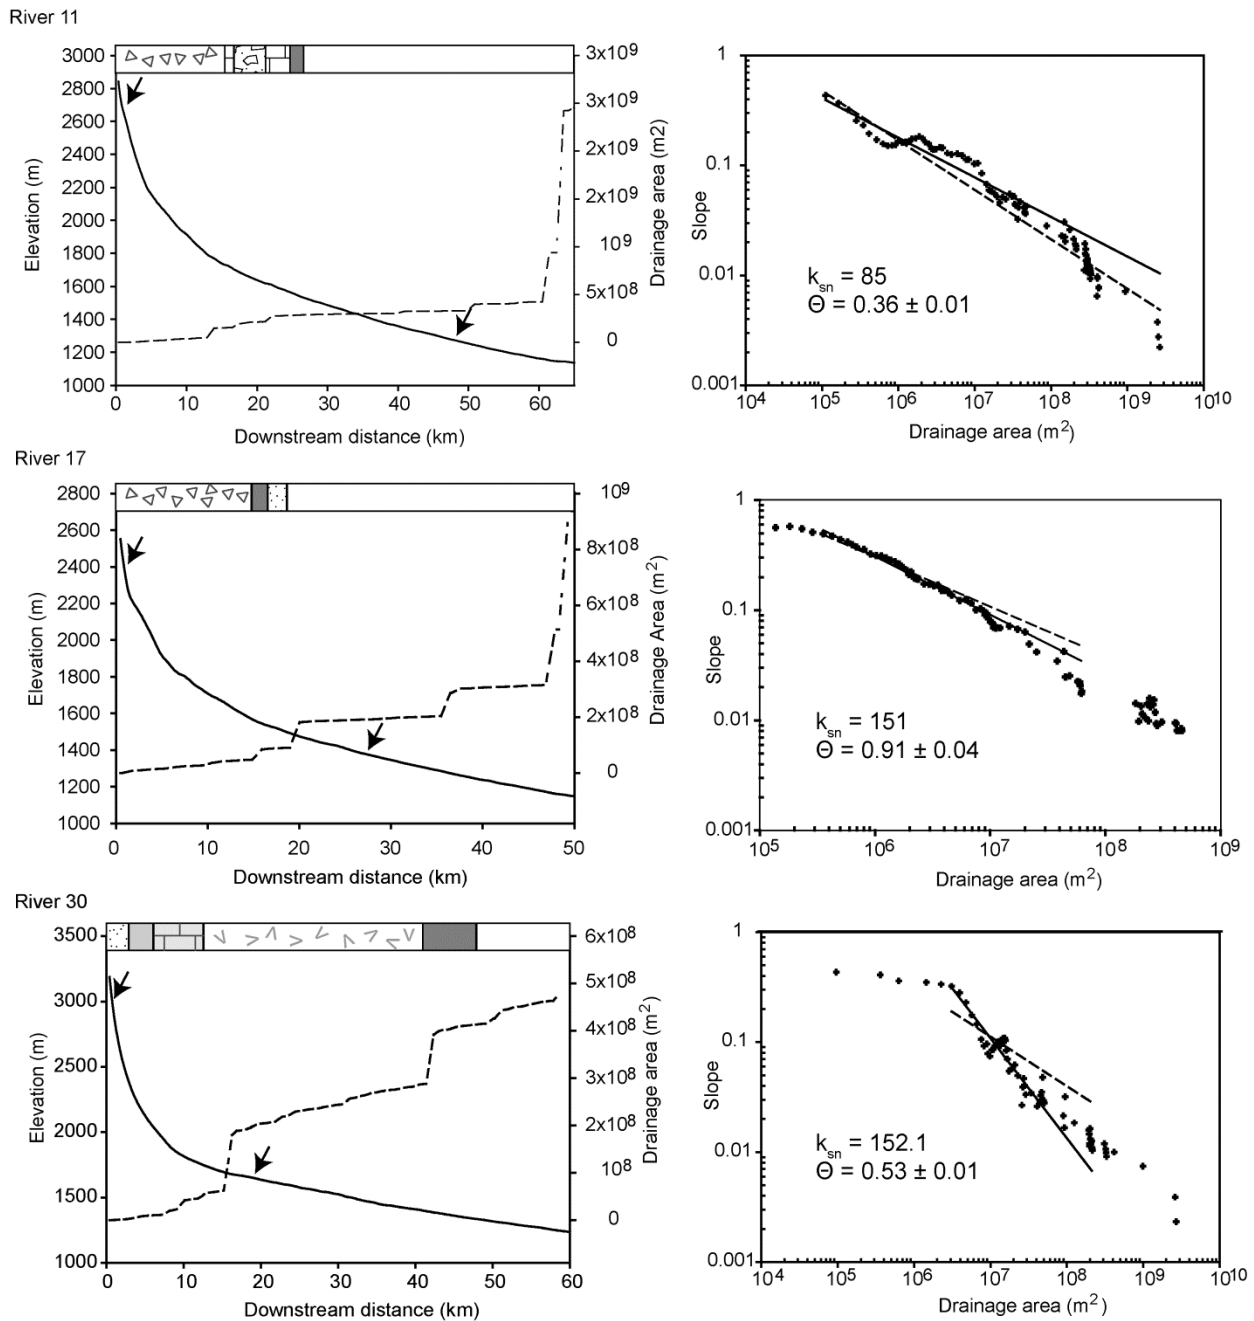 River 11
3000
2800
2600
2400
2200
2000
1800
1600
1400
1200
1000
Elevation (m)
0 10 20 30 40 50 60
Downstream distance (km)
3x10⁹
3x10⁹
2x10⁹
2x10⁹
10⁹
5x10⁸
0
Drainage area (m2)
1
0.1
0.01
0.001
Slope
kₛₙ = 85
Θ = 0.36 ± 0.01
10⁴ 10⁵ 10⁶ 10⁷ 10⁸ 10⁹ 10¹⁰
Drainage area (m²)
River 17
2800
2600
2400
2200
2000
1800
1600
1400
1200
1000
Elevation (m)
0 10 20 30 40 50
Downstream distance (km)
10⁹
8x10⁸
6x10⁸
4x10⁸
2x10⁸
0
Drainage Area (m²)
1
0.1
0.01
0.001
Slope
kₛₙ = 151
Θ = 0.91 ± 0.04
10⁵ 10⁶ 10⁷ 10⁸ 10⁹
Drainage area (m²)
River 30
3500
3000
2500
2000
1500
1000
Elevation (m)
0 10 20 30 40 50 60
Downstream distance (km)
6x10⁸
5x10⁸
4x10⁸
3x10⁸
2x10⁸
10⁸
0
Drainage area (m²)
1
0.1
0.01
0.001
Slope
kₛₙ = 152.1
Θ = 0.53 ± 0.01
10⁴ 10⁵ 10⁶ 10⁷ 10⁸ 10⁹ 10¹⁰
Drainage area (m²)